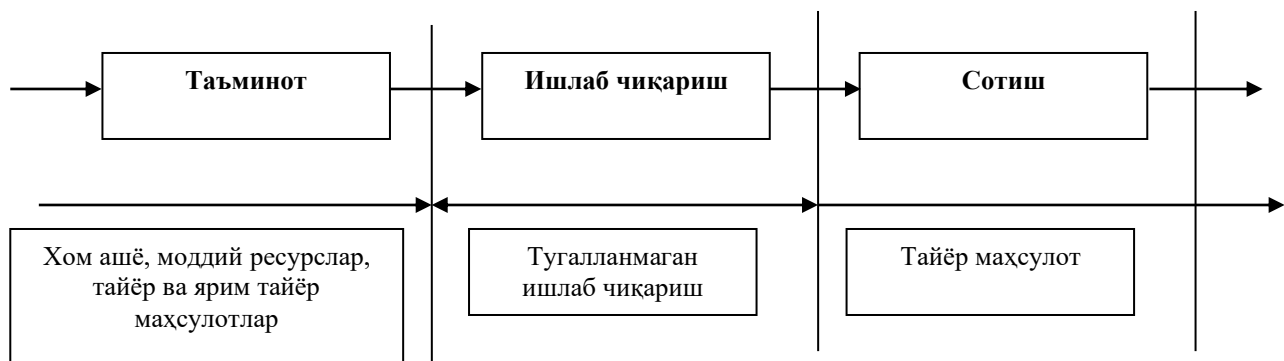 Таъминот
Ишлаб чиқариш
Сотиш
Хом ашё, моддий ресурслар,
тайёр ва ярим тайёр
маҳсулотлар
Тугалланмаган
ишлаб чиқариш
Тайёр маҳсулот